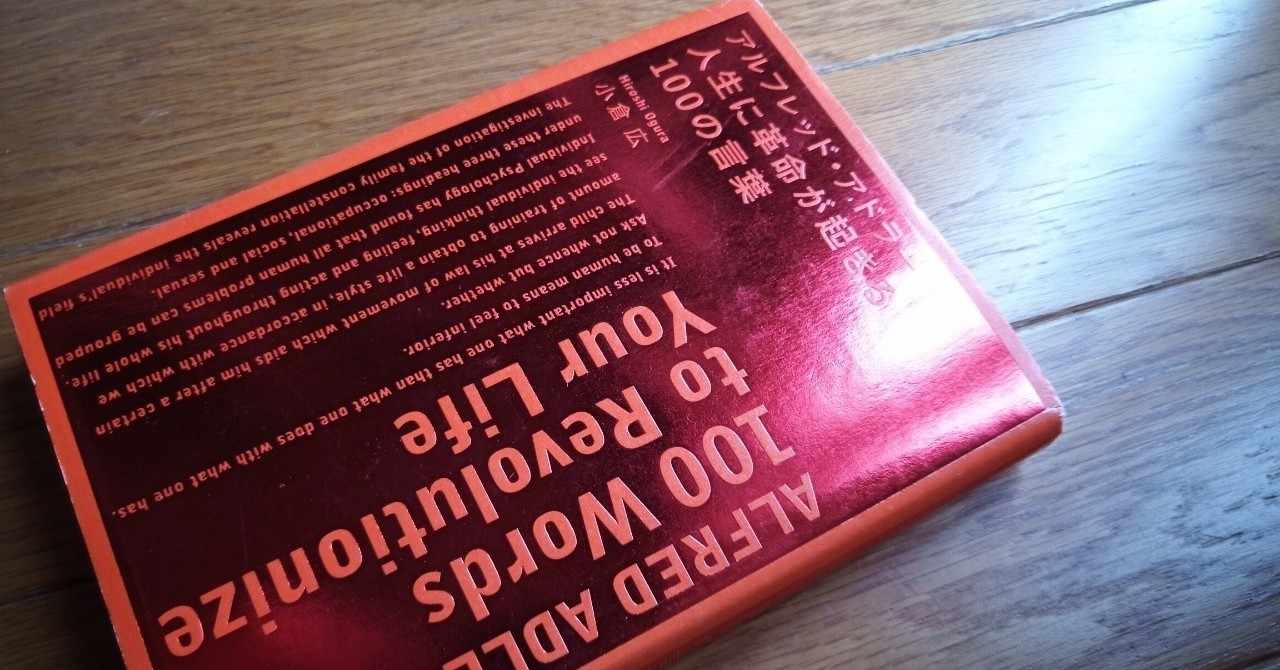 アルフレッド・アドラー
人生に革命が起きる
100の言葉
Hiroshi Ogura
小倉 広
ALFRED ADLE
100 Words
to Revolutionize
Your Life
It is less important what one has than what one does with what one has.
To be human means to feel inferior.
Ask not whence but whether.
The child arrives at his law of movement which aids him after a certain
amount of training to obtain a life style, in accordance with which we
see the individual thinking, feeling and acting throughout his whole life.
Individual Psychology has found that all human problems can be grouped
under these three headings: occupational, social and sexual.
The investigation of the family constellation reveals the individual's field